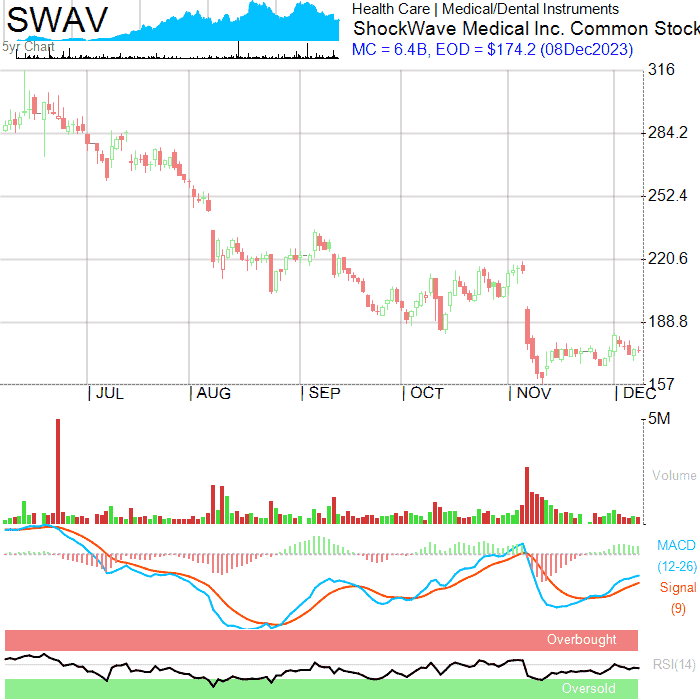 SWAV
5yr Chart
Health Care | Medical/Dental Instruments
ShockWave Medical Inc. Common Stock
MC = 6.4B, EOD = $174.2 (08Dec2023)
316
284.2
252.4
220.6
188.8
157
JUL AUG SEP OCT NOV DEC
5M
Volume
MACD
(12-26)
Signal
(9)
Overbought
RSI(14)
Oversold